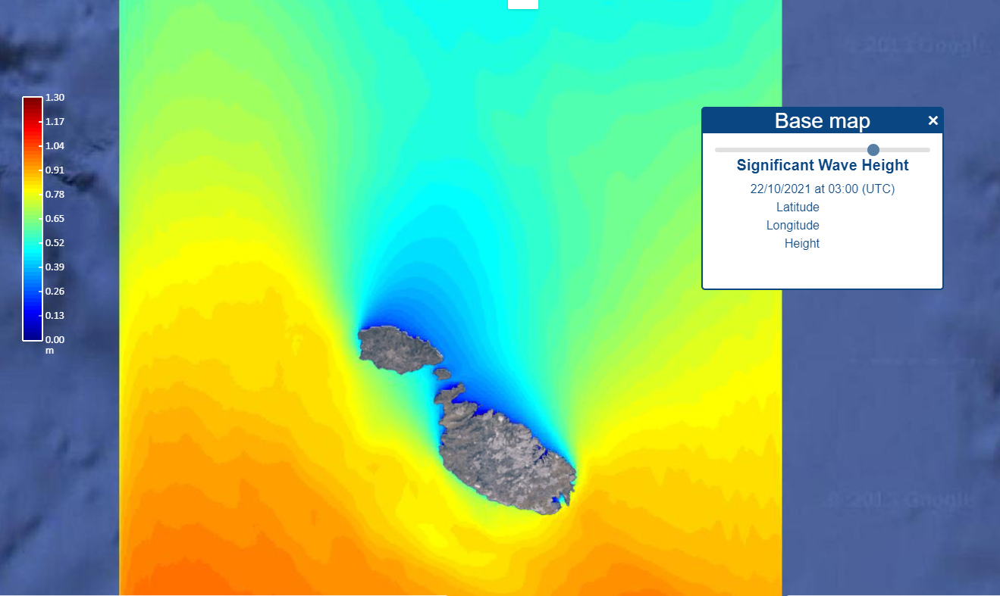 1.30
1.17
1.04
0.91
0.78
0.65
0.52
0.39
0.26
0.13
0.00
m
Base map ×
Significant Wave Height
22/10/2021 at 03:00 (UTC)
Latitude
Longitude
Height